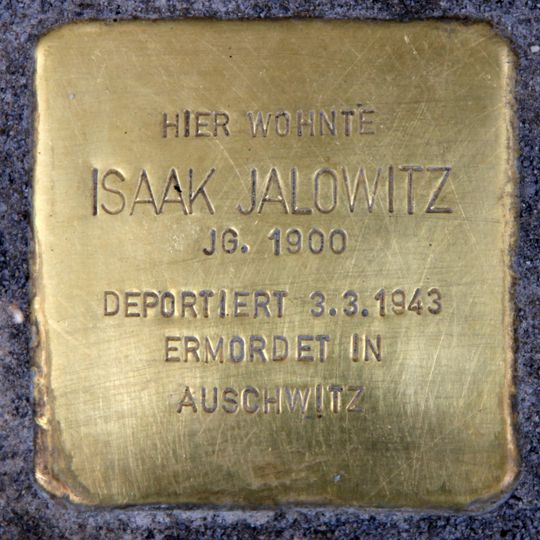 HIER WOHNTE
ISAAK JALOWITZ
JG. 1900
DEPORTIERT 3.3.1943
ERMORDET IN
AUSCHWITZ